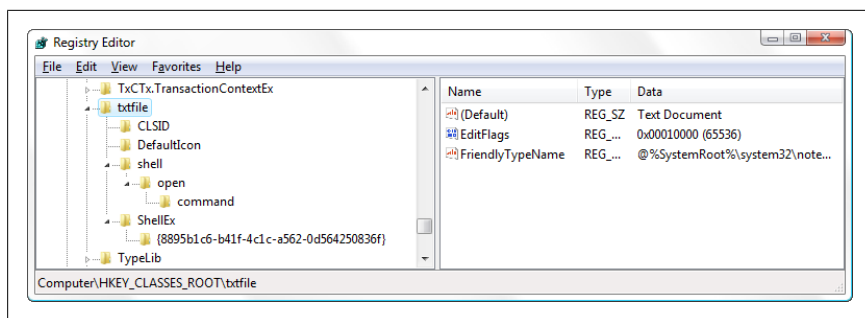 Registry Editor
File Edit View Favorites Help
TxCTx.TransactionContextEx
txtfile
CLSID
DefaultIcon
shell
open
command
ShellEx
{8895b1c6-b41f-4c1c-a562-0d564250836f}
TypeLib
Name Type Data
(Default) REG_SZ Text Document
EditFlags REG_... 0x00010000 (65536)
FriendlyTypeName REG_... @%SystemRoot%\system32\note...
Computer\HKEY_CLASSES_ROOT\txtfile